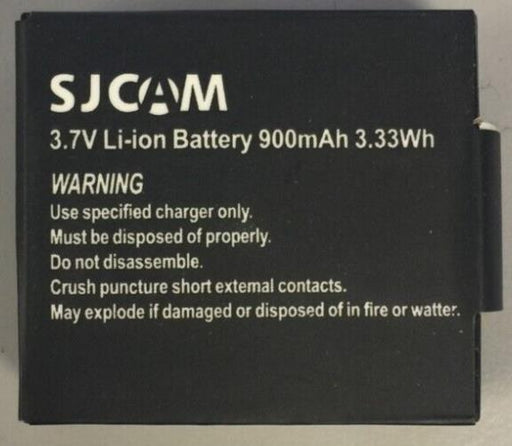 SJCAM
3.7V Li-ion Battery 900mAh 3.33Wh
WARNING
Use specified charger only.
Must be disposed of properly.
Do not disassemble.
Crush puncture short external contacts.
May explode if damaged or disposed of in fire or watter.